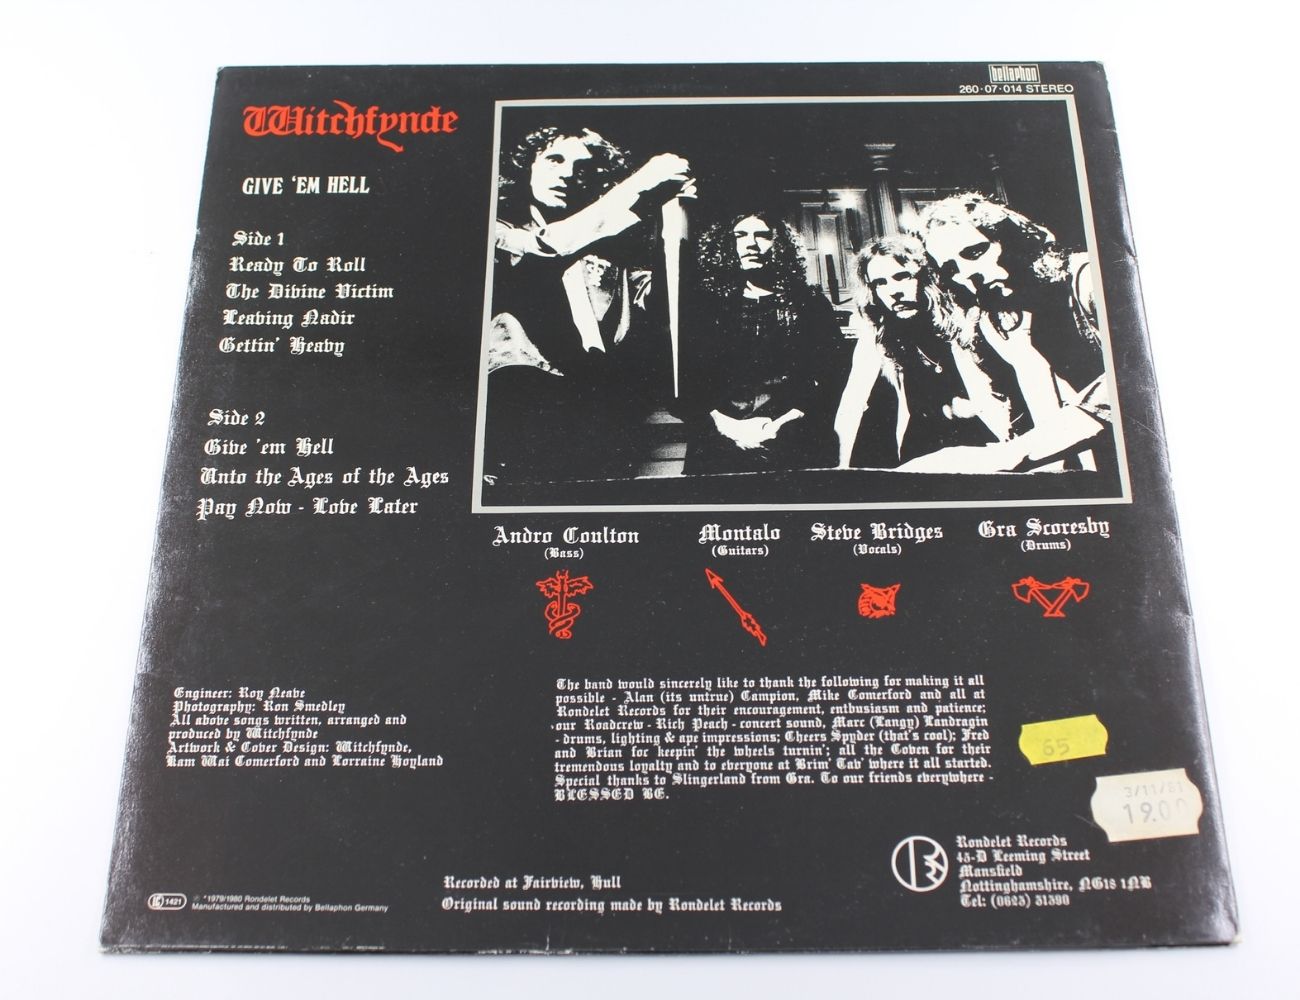 bellaphon
260·07·014 STEREO
Witchfynde
GIVE 'EM HELL
Side 1
Ready To Roll
The Divine Victim
Leaving Nadir
Gettin' Heavy
Side 2
Give 'em Hell
Unto the Ages of the Ages
Pay Now - Love Later
Andro Coulton
(Bass)
Montalo
(Guitars)
Steve Bridges
(Vocals)
Gra Scoresby
(Drums)
Engineer: Roy Neave
Photography: Ron Smedley
All above songs written, arranged and
produced by Witchfynde
Artwork & Cover Design: Witchfynde,
Kam Wai Comerford and Lorraine Hoyland
The band would sincerely like to thank the following for making it all
possible - Alan (its untrue) Campion, Mike Comerford and all at
Rondelet Records for their encouragement, enthusiasm and patience;
our Roadcrew - Rich Peach - concert sound, Marc (Langy) Landragin
- drums, lighting & ape impressions; Cheers Spyder (that's cool); Fred
and Brian for keepin' the wheels turnin'; all the Coven for their
tremendous loyalty and to everyone at Brim' Tav' where it all started.
Special thanks to Slingerland from Gra. To our friends everywhere -
BLESSED BE.
65
3/11/81
19.00
Rondelet Records
45-D Leeming Street
Mansfield
Nottinghamshire, NG18 1NB
Tel: (0623) 31390
Recorded at Fairview, Hull
Original sound recording made by Rondelet Records
LC 1421
℗ 1979/1980 Rondelet Records
Manufactured and distributed by Bellaphon Germany